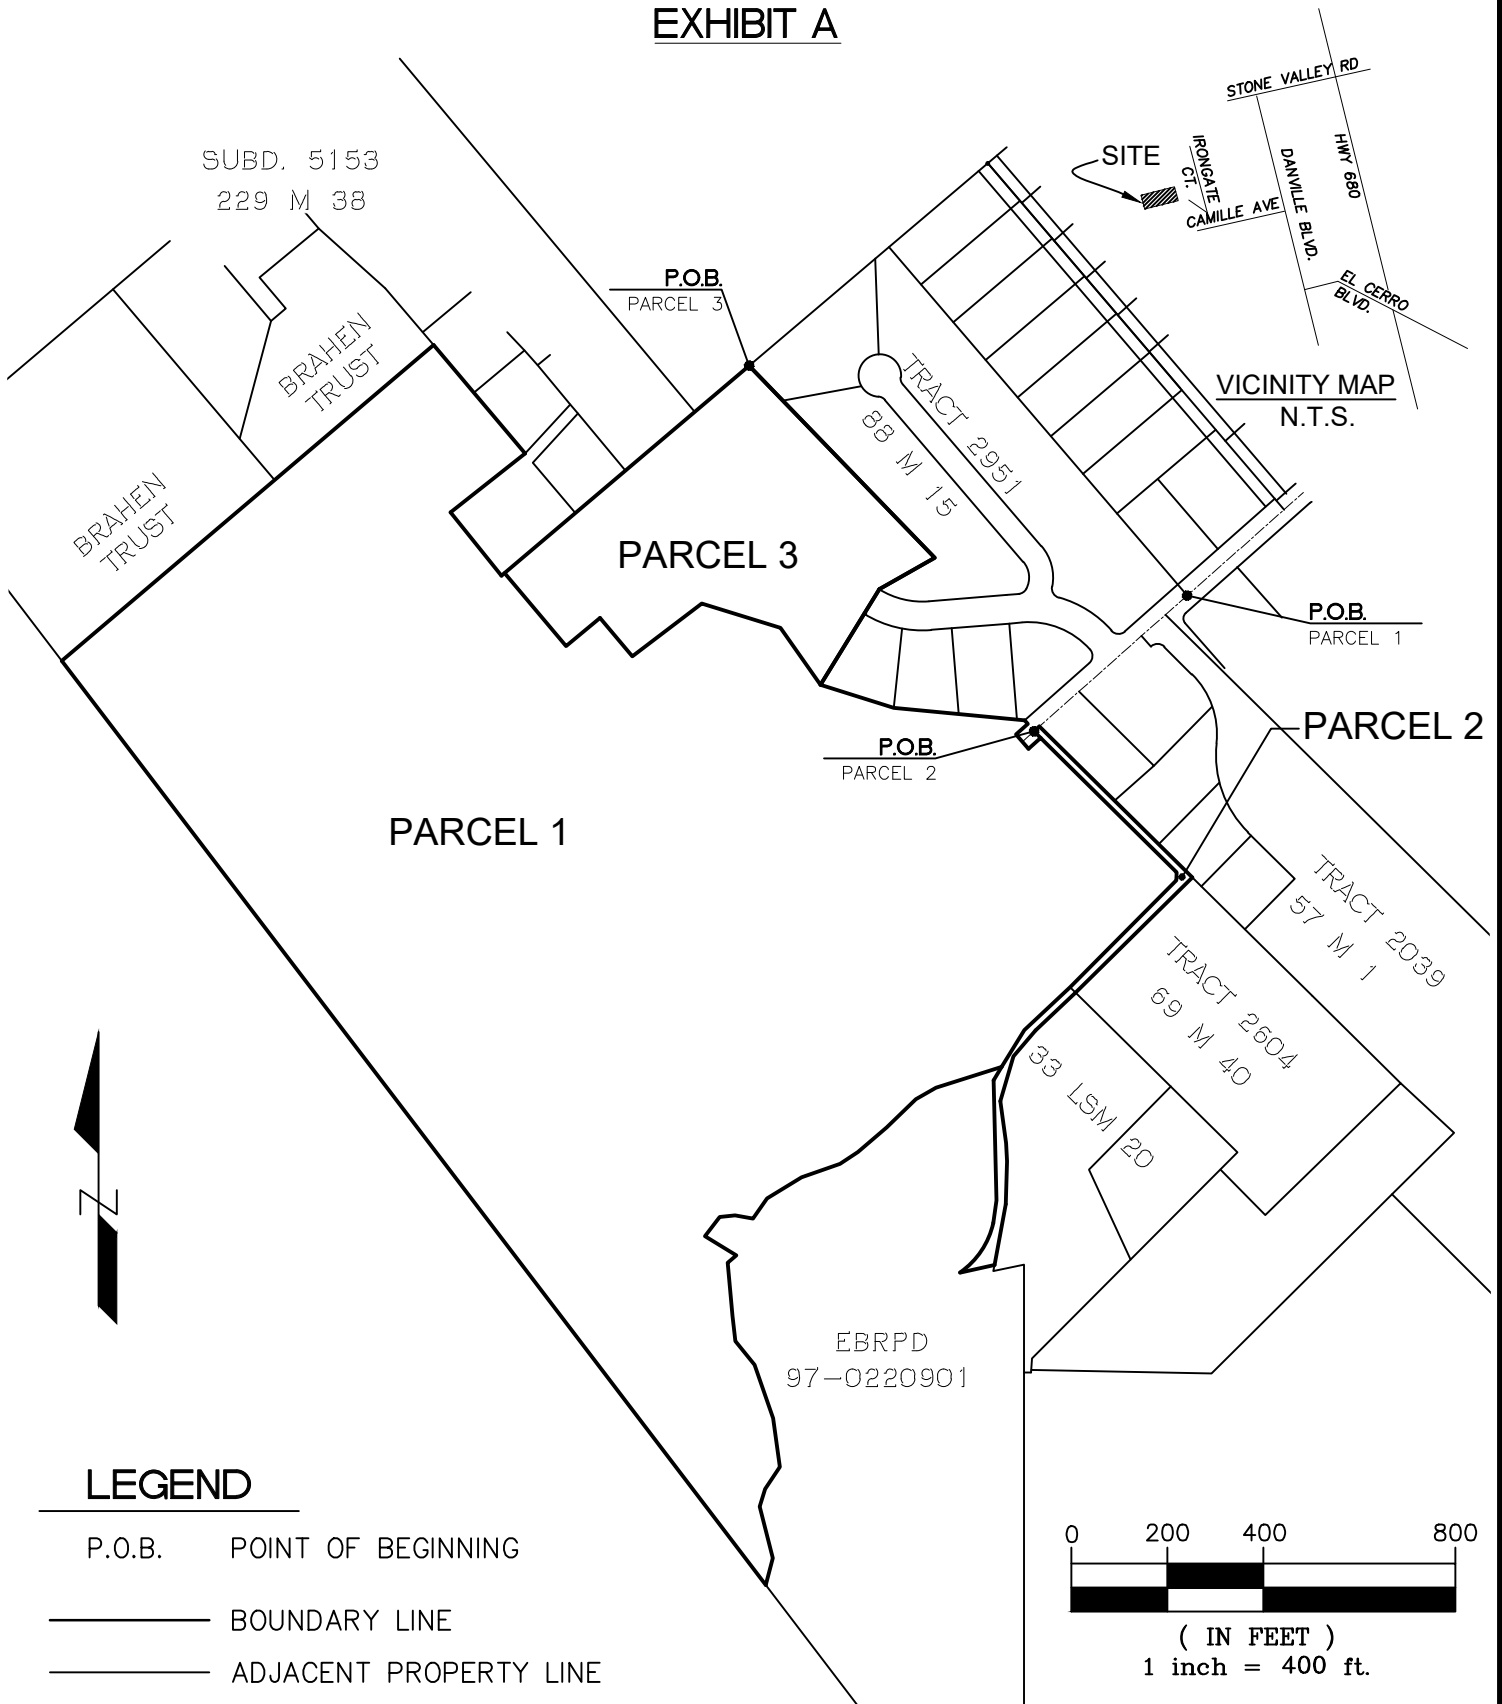 EXHIBIT A
STONE VALLEY RD
HWY 680
IRONGATE
CT.
DANVILLE BLVD.
SITE
CAMILLE AVE
EL CERRO
BLVD.
VICINITY MAP
N.T.S.
SUBD. 5153
229 M 38
P.O.B.
PARCEL 3
BRAHEN
TRUST
BRAHEN
TRUST
TRACT 2951
88 M 15
PARCEL 3
P.O.B.
PARCEL 1
PARCEL 2
P.O.B.
PARCEL 2
PARCEL 1
TRACT 2039
57 M 1
TRACT 2604
69 M 40
33 LSM 20
N
EBRPD
97-0220901
LEGEND
P.O.B. POINT OF BEGINNING
BOUNDARY LINE
ADJACENT PROPERTY LINE
0 200 400 800
( IN FEET )
1 inch = 400 ft.